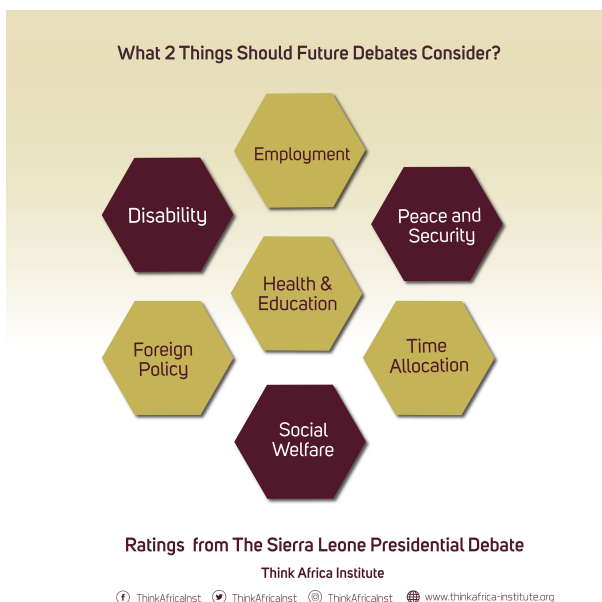 What 2 Things Should Future Debates Consider?
Employment
Disability
Peace and
Security
Health &
Education
Foreign
Policy
Time
Allocation
Social
Welfare
Ratings from The Sierra Leone Presidential Debate
Think Africa Institute
ThinkAfricaInst ThinkAfricaInst ThinkAfricaInst www.thinkafrica-institute.org